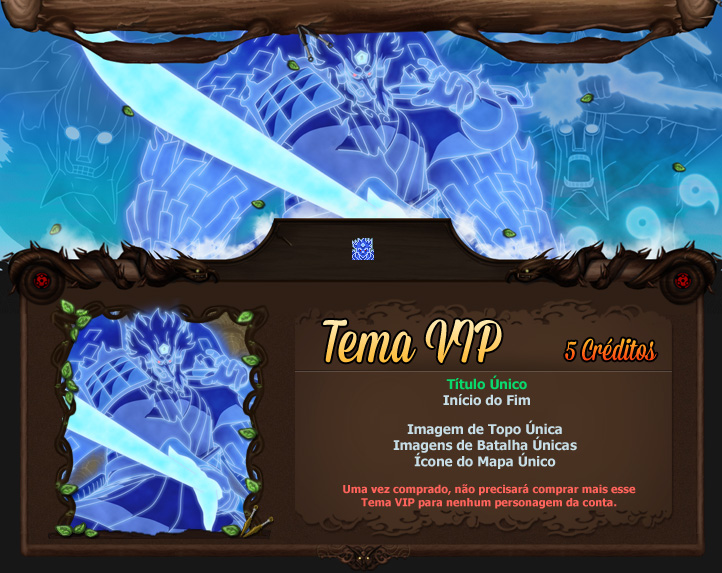 Tema VIP
5 Créditos
Título Único
Início do Fim
Imagem de Topo Única
Imagens de Batalha Únicas
Ícone do Mapa Único
Uma vez comprado, não precisará comprar mais esse
Tema VIP para nenhum personagem da conta.